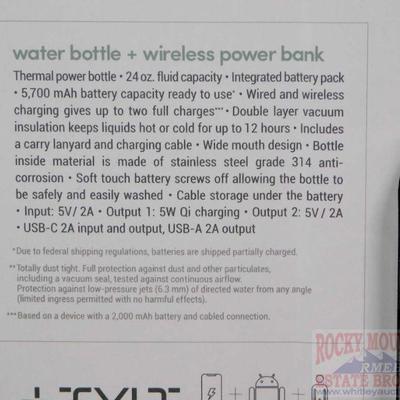 water bottle + wireless power bank
Thermal power bottle • 24 oz. fluid capacity • Integrated battery pack
• 5,700 mAh battery capacity ready to use* • Wired and wireless
charging gives up to two full charges*** • Double layer vacuum
insulation keeps liquids hot or cold for up to 12 hours • Includes
a carry lanyard and charging cable • Wide mouth design • Bottle
inside material is made of stainless steel grade 314 anti-
corrosion • Soft touch battery screws off allowing the bottle to
be safely and easily washed • Cable storage under the battery
• Input: 5V/ 2A • Output 1: 5W Qi charging • Output 2: 5V/ 2A
• USB-C 2A input and output, USB-A 2A output
*Due to federal shipping regulations, batteries are shipped partially charged.
**Totally dust tight. Full protection against dust and other particulates,
including a vacuum seal, tested against continuous airflow.
Protection against low-pressure jets (6.3 mm) of directed water from any angle
(limited ingress permitted with no harmful effects).
***Based on a device with a 2,000 mAh battery and cabled connection.
ROCKY MOU
STATE BRO
www.whitleyauc